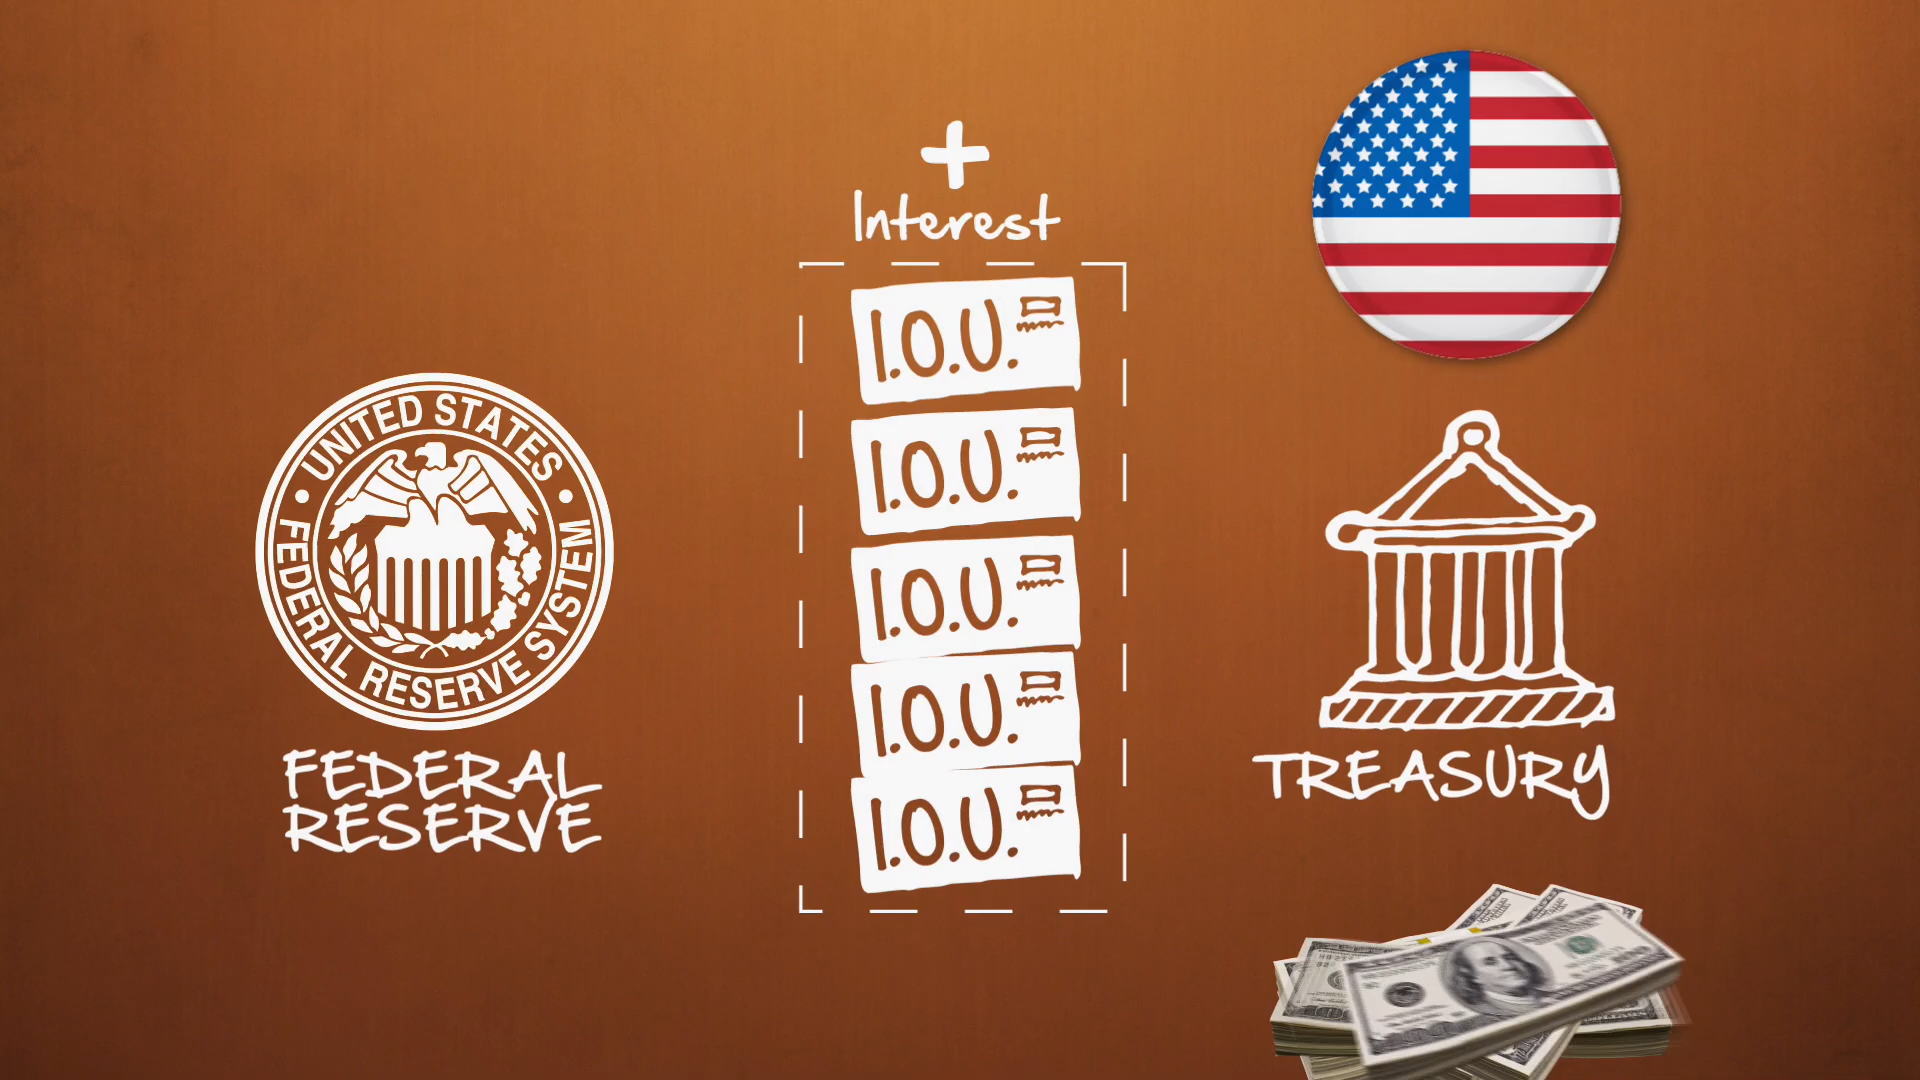 +
Interest
I.O.U.
I.O.U.
I.O.U.
I.O.U.
I.O.U.
UNITED STATES
FEDERAL RESERVE SYSTEM
FEDERAL
RESERVE
TREASURY